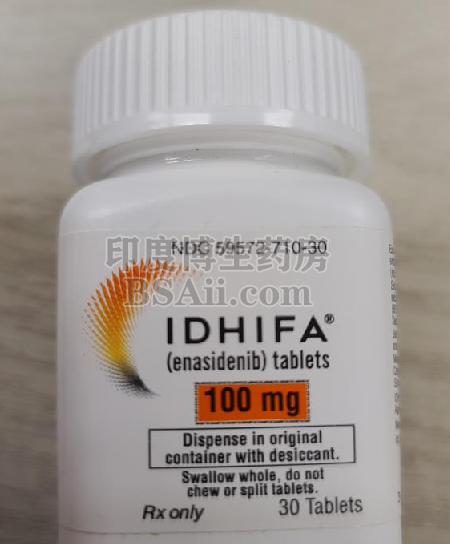 NDC 59572-710-30
印度博生药房
BSAii.com
IDHIFA®
(enasidenib) tablets
100 mg
Dispense in original
container with desiccant.
Swallow whole, do not
chew or split tablets.
Rx only 30 Tablets